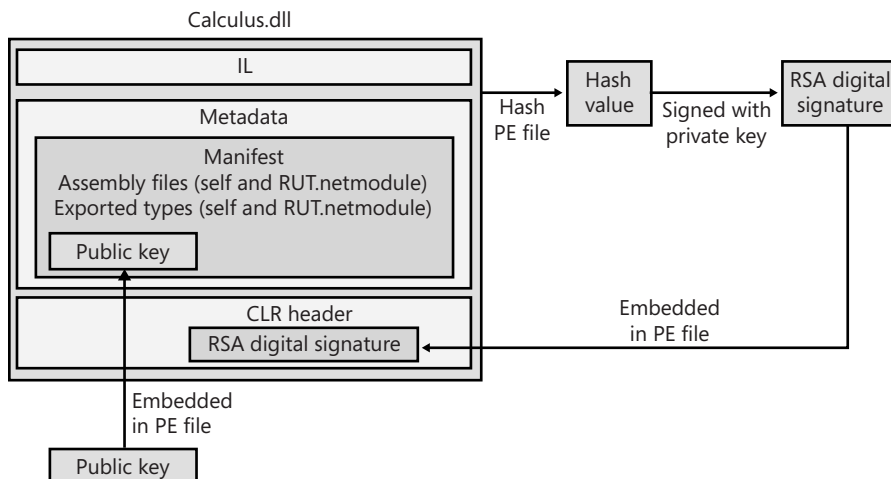 Calculus.dll
IL
Metadata
Manifest
Assembly files (self and RUT.netmodule)
Exported types (self and RUT.netmodule)
Public key
CLR header
RSA digital signature
Hash
PE file
Hash
value
Signed with
private key
RSA digital
signature
Embedded
in PE file
Embedded
in PE file
Public key